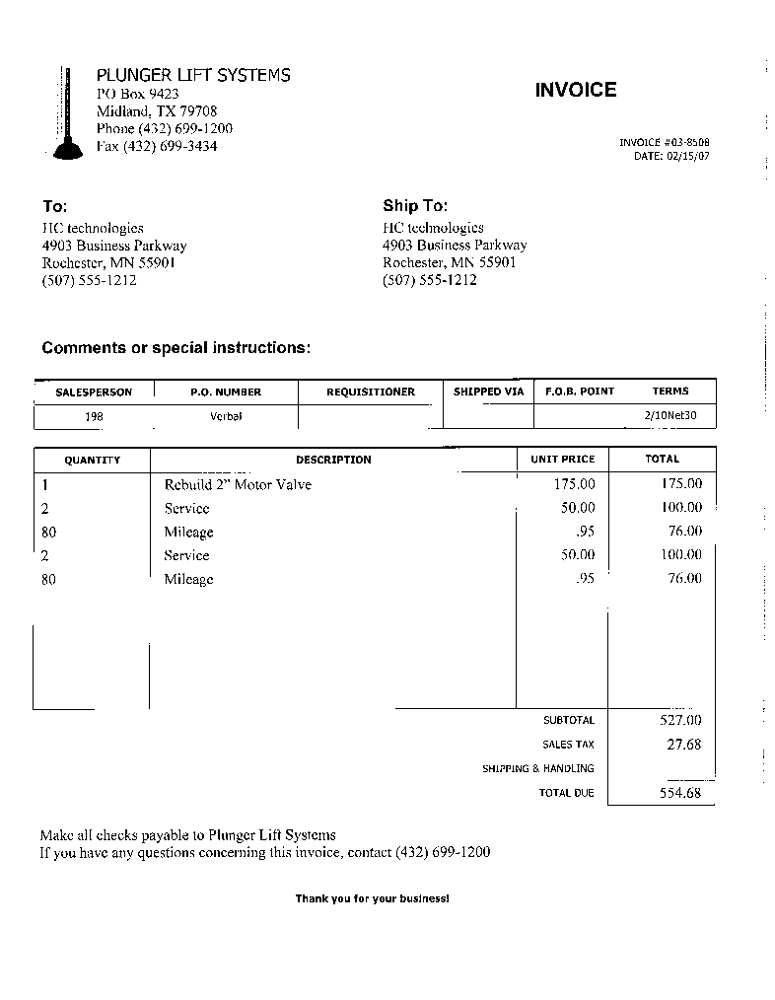 PLUNGER LIFT SYSTEMS
PO Box 9423
Midland, TX 79708
Phone (432) 699-1200
Fax (432) 699-3434
INVOICE
INVOICE #03-8508
DATE: 02/15/07
To:
HC technologies
4903 Business Parkway
Rochester, MN 55901
(507) 555-1212
Ship To:
HC technologies
4903 Business Parkway
Rochester, MN 55901
(507) 555-1212
Comments or special instructions:
SALESPERSON P.O. NUMBER REQUISITIONER SHIPPED VIA F.O.B. POINT TERMS
198 Verbal 2/10Net30
QUANTITY DESCRIPTION UNIT PRICE TOTAL
1 Rebuild 2" Motor Valve 175.00 175.00
2 Service 50.00 100.00
80 Mileage .95 76.00
2 Service 50.00 100.00
80 Mileage .95 76.00
SUBTOTAL 527.00
SALES TAX 27.68
SHIPPING & HANDLING
TOTAL DUE 554.68
Make all checks payable to Plunger Lift Systems
If you have any questions concerning this invoice, contact (432) 699-1200
Thank you for your business!